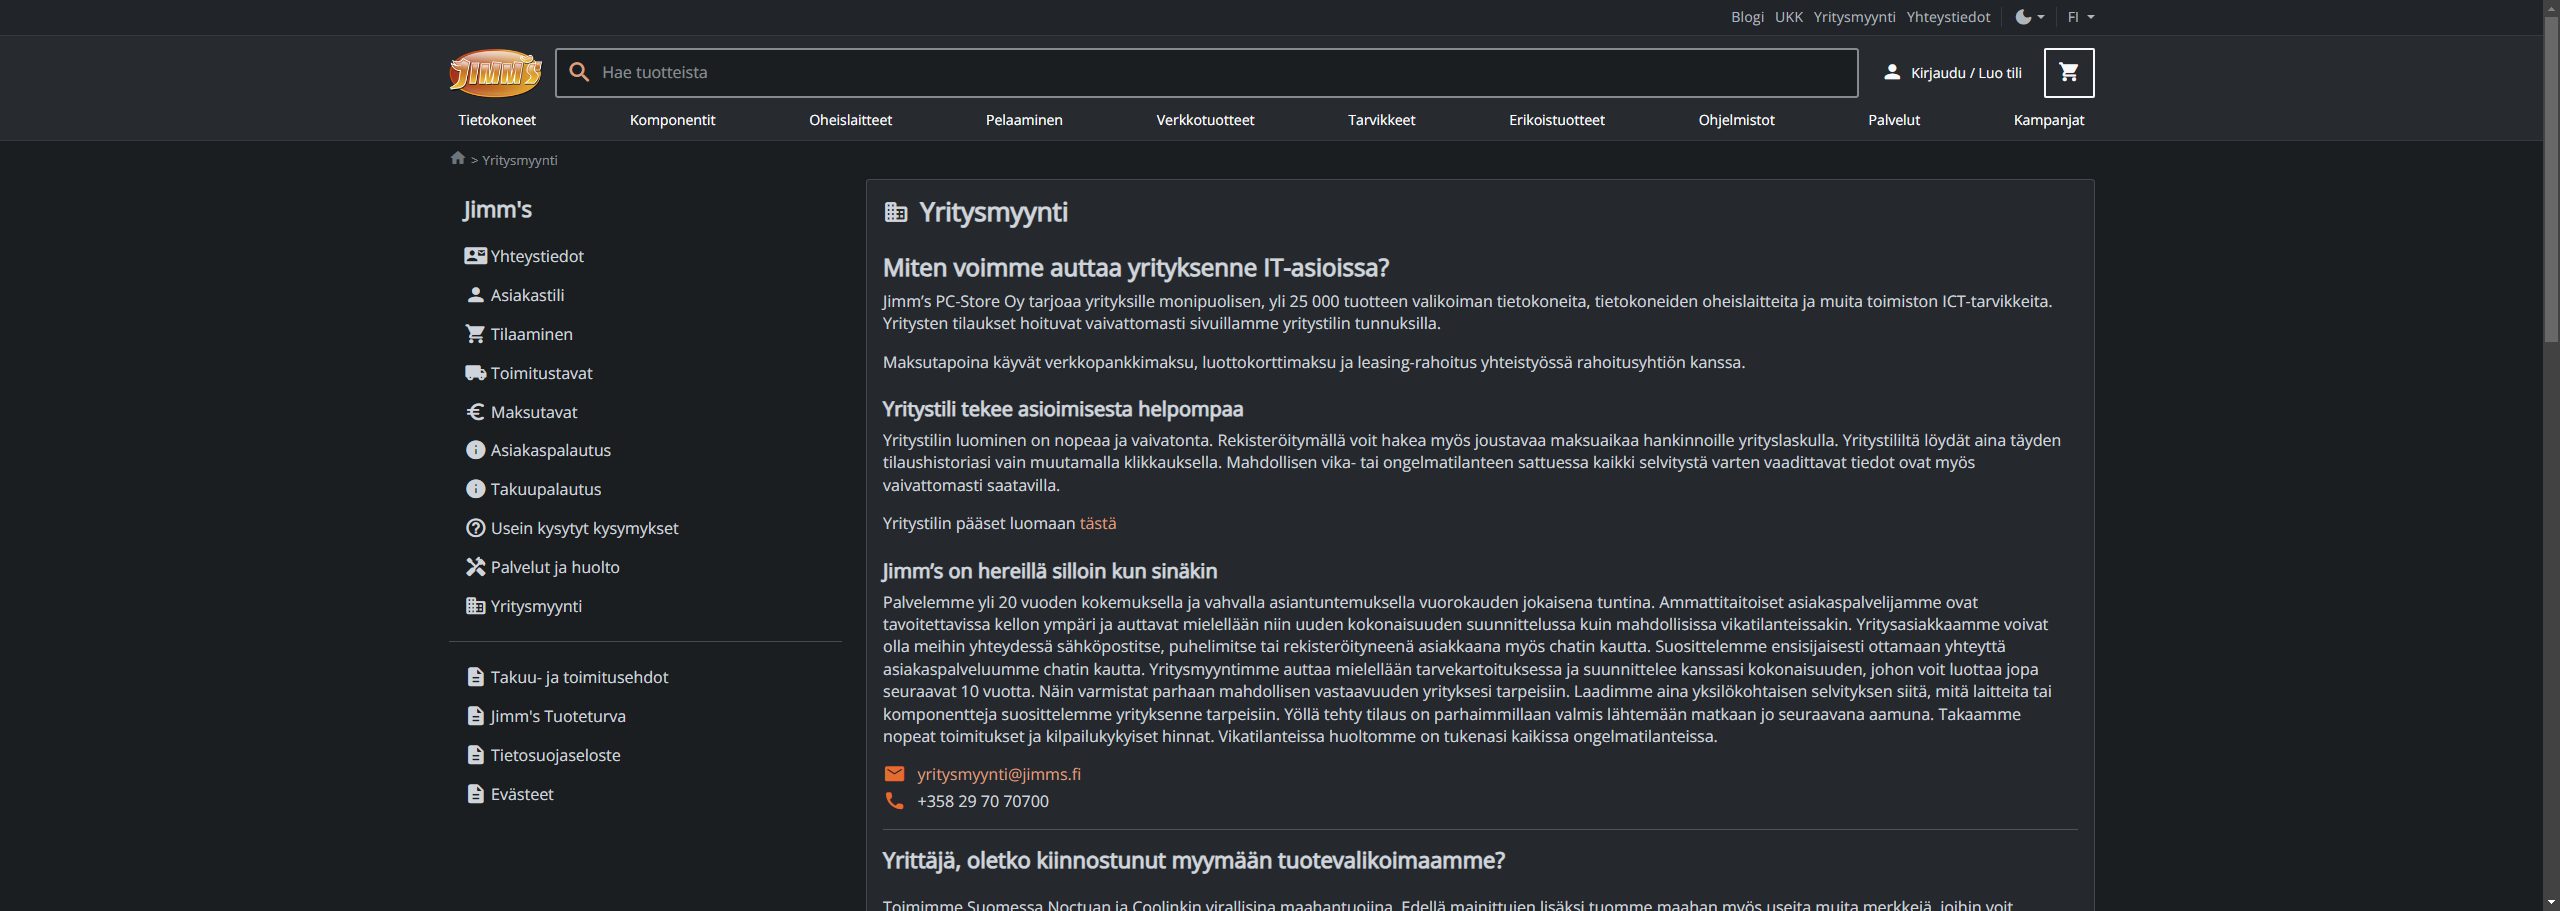 Blogi UKK Yritysmyynti Yhteystiedot FI
JIMM'S
Hae tuotteista
Kirjaudu / Luo tili
Tietokoneet Komponentit Oheislaitteet Pelaaminen Verkkotuotteet Tarvikkeet Erikoistuotteet Ohjelmistot Palvelut Kampanjat
> Yritysmyynti
Jimm's
Yhteystiedot
Asiakastili
Tilaaminen
Toimitustavat
Maksutavat
Asiakaspalautus
Takuupalautus
Usein kysytyt kysymykset
Palvelut ja huolto
Yritysmyynti
Takuu- ja toimitusehdot
Jimm's Tuoteturva
Tietosuojaseloste
Evästeet
Yritysmyynti
Miten voimme auttaa yrityksenne IT-asioissa?
Jimm’s PC-Store Oy tarjoaa yrityksille monipuolisen, yli 25 000 tuotteen valikoiman tietokoneita, tietokoneiden oheislaitteita ja muita toimiston ICT-tarvikkeita.
Yritysten tilaukset hoituvat vaivattomasti sivuillamme yritystilin tunnuksilla.
Maksutapoina käyvät verkkopankkimaksu, luottokorttimaksu ja leasing-rahoitus yhteistyössä rahoitusyhtiön kanssa.
Yritystili tekee asioimisesta helpompaa
Yritystilin luominen on nopeaa ja vaivatonta. Rekisteröitymällä voit hakea myös joustavaa maksuaikaa hankinnoille yrityslaskulla. Yritystililtä löydät aina täyden
tilaushistoriasi vain muutamalla klikkauksella. Mahdollisen vika- tai ongelmatilanteen sattuessa kaikki selvitystä varten vaadittavat tiedot ovat myös
vaivattomasti saatavilla.
Yritystilin pääset luomaan tästä
Jimm’s on hereillä silloin kun sinäkin
Palvelemme yli 20 vuoden kokemuksella ja vahvalla asiantuntemuksella vuorokauden jokaisena tuntina. Ammattitaitoiset asiakaspalvelijamme ovat
tavoitettavissa kellon ympäri ja auttavat mielellään niin uuden kokonaisuuden suunnittelussa kuin mahdollisissa vikatilanteissakin. Yritysasiakkaamme voivat
olla meihin yhteydessä sähköpostitse, puhelimitse tai rekisteröityneenä asiakkaana myös chatin kautta. Suosittelemme ensisijaisesti ottamaan yhteyttä
asiakaspalveluumme chatin kautta. Yritysmyyntimme auttaa mielellään tarvekartoituksessa ja suunnittelee kanssasi kokonaisuuden, johon voit luottaa jopa
seuraavat 10 vuotta. Näin varmistat parhaan mahdollisen vastaavuuden yrityksesi tarpeisiin. Laadimme aina yksilökohtaisen selvityksen siitä, mitä laitteita tai
komponentteja suosittelemme yrityksenne tarpeisiin. Yöllä tehty tilaus on parhaimmillaan valmis lähtemään matkaan jo seuraavana aamuna. Takaamme
nopeat toimitukset ja kilpailukykyiset hinnat. Vikatilanteissa huoltomme on tukenasi kaikissa ongelmatilanteissa.
yritysmyynti@jimms.fi
+358 29 70 70700
Yrittäjä, oletko kiinnostunut myymään tuotevalikoimaamme?
Toimimme Suomessa Noctuan ja Coolinkin virallisina maahantuojina. Edellä mainittujen lisäksi tuomme maahan myös useita muita merkkejä, joihin voit